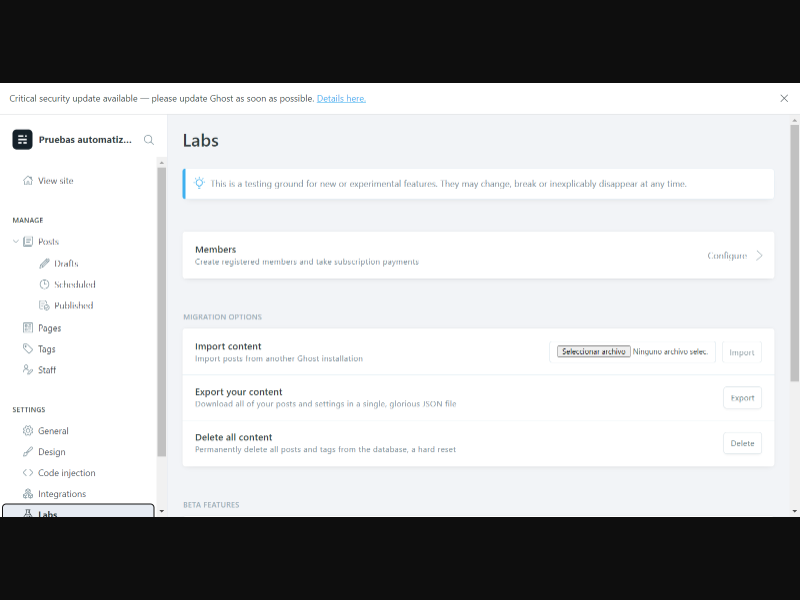 Critical security update available — please update Ghost as soon as possible. Details here.
Pruebas automatiz...
View site
MANAGE
Posts
Drafts
Scheduled
Published
Pages
Tags
Staff
SETTINGS
General
Design
Code injection
Integrations
Labs
Labs
This is a testing ground for new or experimental features. They may change, break or inexplicably disappear at any time.
Members
Create registered members and take subscription payments
Configure
MIGRATION OPTIONS
Import content
Import posts from another Ghost installation
Seleccionar archivo Ninguno archivo selec.
Import
Export your content
Download all of your posts and settings in a single, glorious JSON file
Export
Delete all content
Permanently delete all posts and tags from the database, a hard reset
Delete
BETA FEATURES